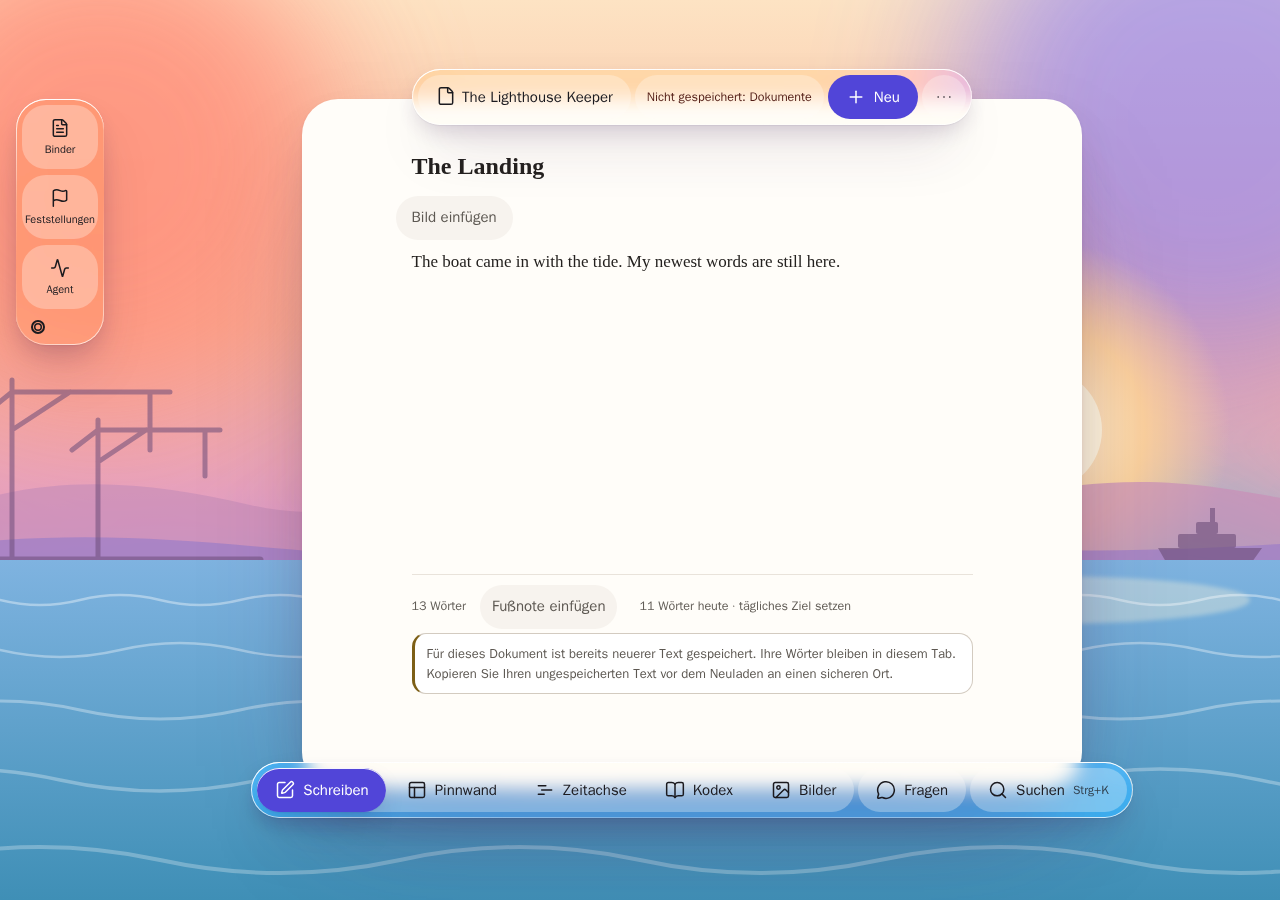 The Lighthouse Keeper
Nicht gespeichert: Dokumente
Neu
Binder
Feststellungen
Agent
The Landing
Bild einfügen
The boat came in with the tide. My newest words are still here.
13 Wörter
Fußnote einfügen
11 Wörter heute · tägliches Ziel setzen
Für dieses Dokument ist bereits neuerer Text gespeichert. Ihre Wörter bleiben in diesem Tab.
Kopieren Sie Ihren ungespeicherten Text vor dem Neuladen an einen sicheren Ort.
Schreiben
Pinnwand
Zeitachse
Kodex
Bilder
Fragen
Suchen Strg+K